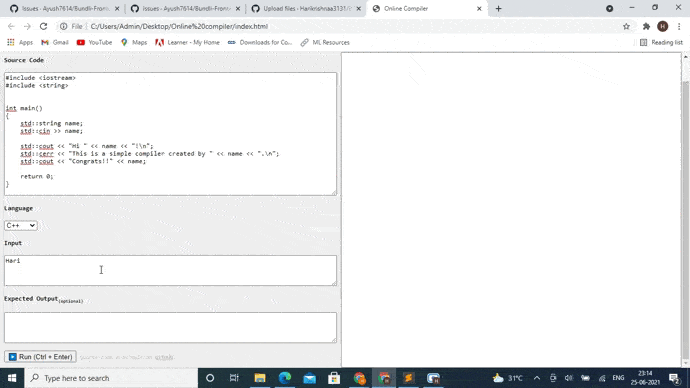 Issues · Ayush7614/Bundli-Front
Issues · Ayush7614/Bundli-Front
Upload files · Harikrishnaa3131/
Online Compiler
File | C:/Users/Admin/Desktop/Online%20compiler/index.html
H
Apps
Gmail
YouTube
Maps
Learner - My Home
Downloads for Co...
ML Resources
Reading list
Source Code
#include <iostream>
#include <string>
int main()
{
std::string name;
std::cin >> name;
std::cout << "Hi " << name << "!\n";
std::cerr << "This is a simple compiler created by " << name << ".\n";
std::cout << "Congrats!!" << name;
return 0;
}
Language
C++
Input
Hari
Expected Output(optional)
Run (Ctrl + Enter)
Type here to search
31°C
ENG
23:14
25-06-2021